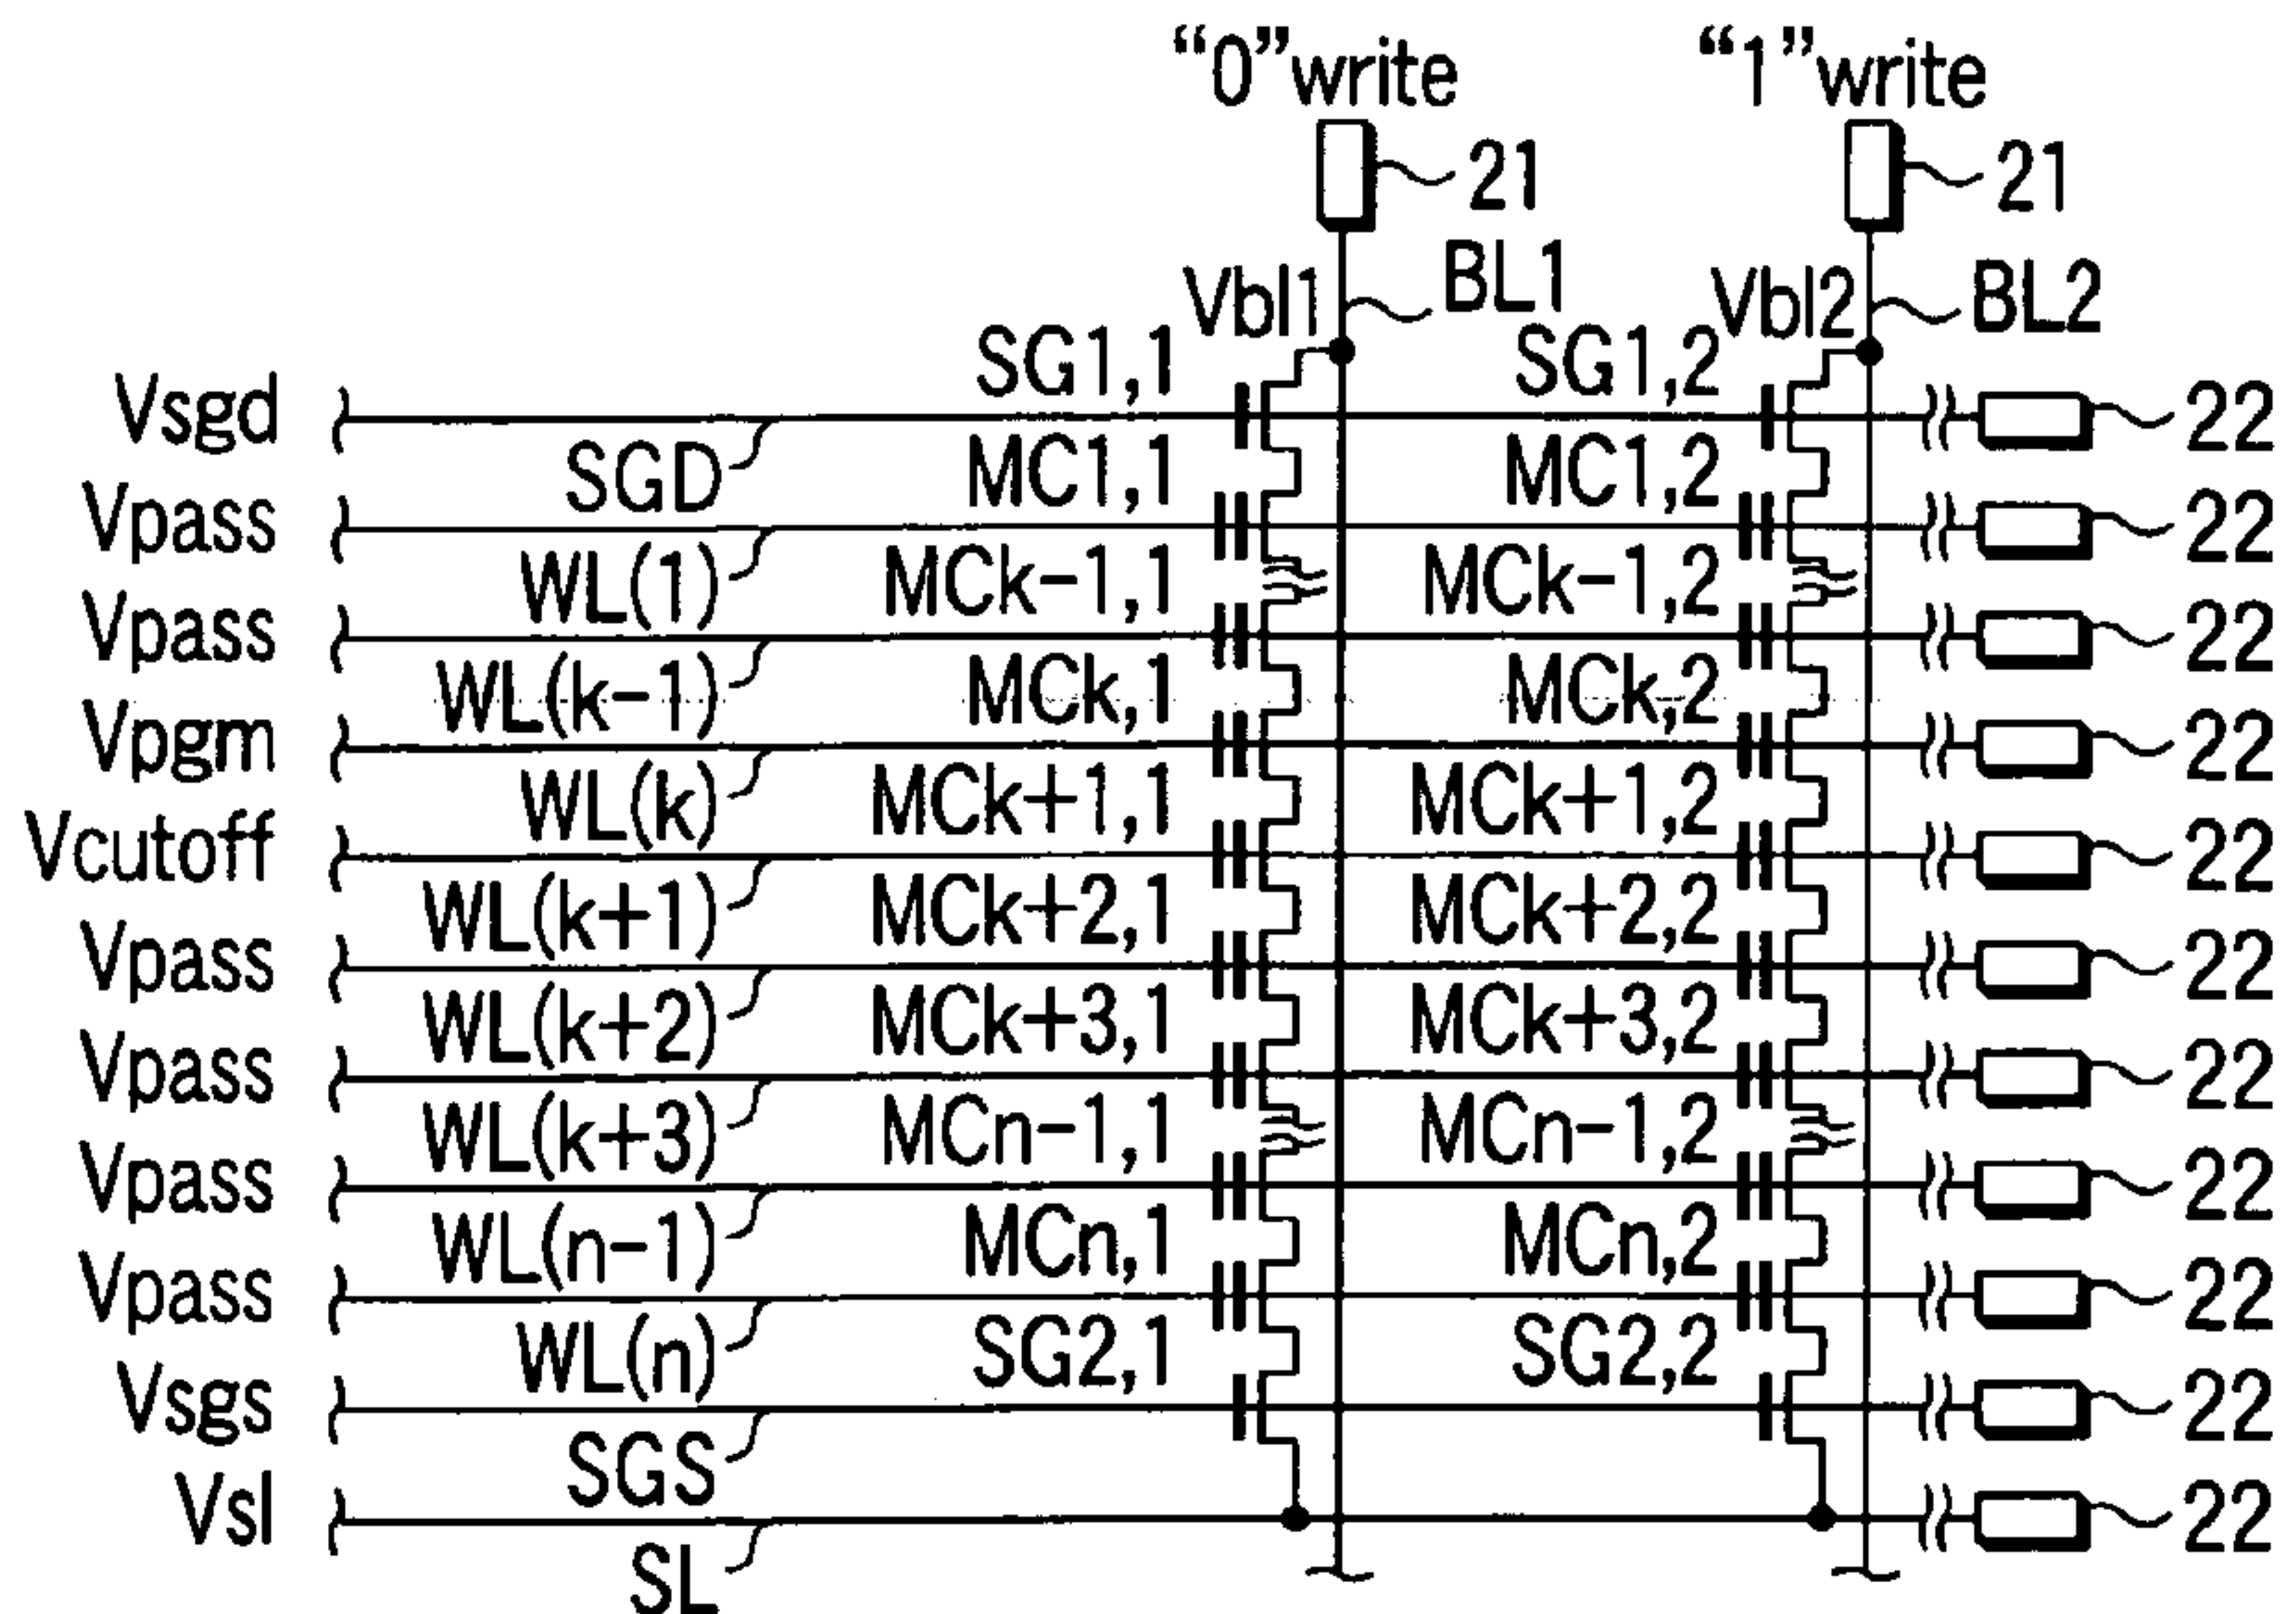 “0”write “1”write
21 21
BL1 BL2
Vbl1 Vbl2
SG1,1 SG1,2
Vsgd 22
SGD MC1,1 MC1,2
Vpass 22
WL(1) MCk-1,1 MCk-1,2
Vpass 22
WL(k-1) MCk,1 MCk,2
Vpgm 22
WL(k) MCk+1,1 MCk+1,2
Vcutoff 22
WL(k+1) MCk+2,1 MCk+2,2
Vpass 22
WL(k+2) MCk+3,1 MCk+3,2
Vpass 22
WL(k+3) MCn-1,1 MCn-1,2
Vpass 22
WL(n-1) MCn,1 MCn,2
Vpass 22
WL(n) SG2,1 SG2,2
Vsgs 22
SGS
Vsl 22
SL